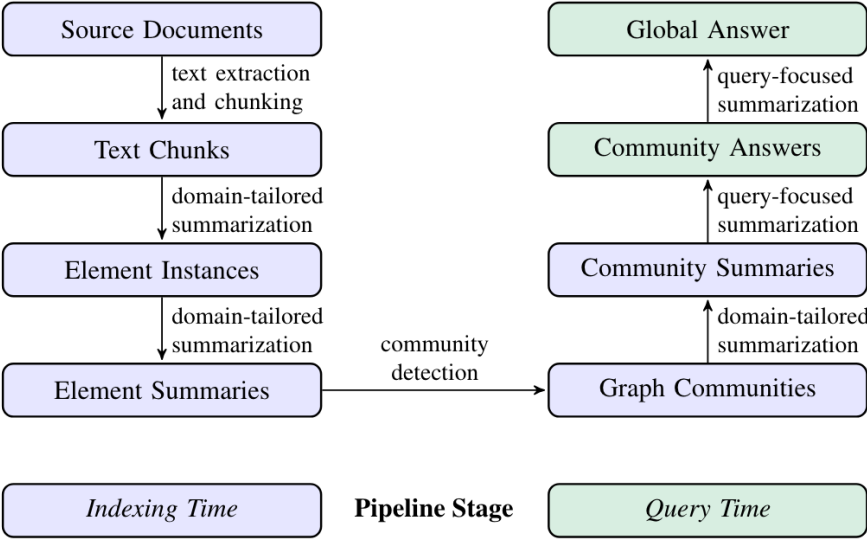 Source Documents
text extraction
and chunking
Text Chunks
domain-tailored
summarization
Element Instances
domain-tailored
summarization
Element Summaries
community
detection
Global Answer
query-focused
summarization
Community Answers
query-focused
summarization
Community Summaries
domain-tailored
summarization
Graph Communities
Indexing Time
Pipeline Stage
Query Time